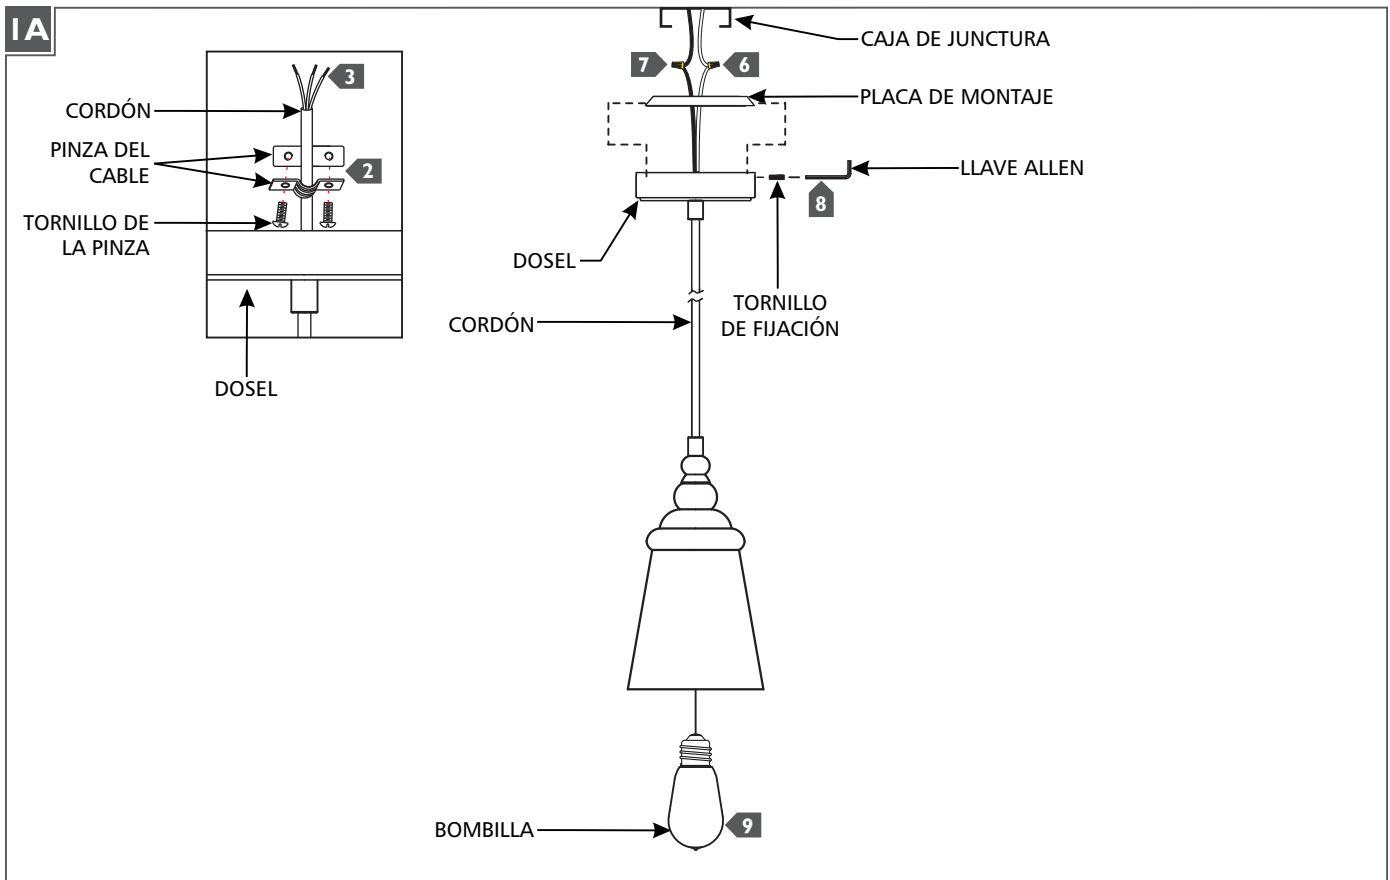 1A
3
CORDÓN
PINZA DEL
CABLE
2
TORNILLO DE
LA PINZA
DOSEL
CAJA DE JUNCTURA
7
6
PLACA DE MONTAJE
LLAVE ALLEN
8
DOSEL
TORNILLO
DE FIJACIÓN
CORDÓN
BOMBILLA
9